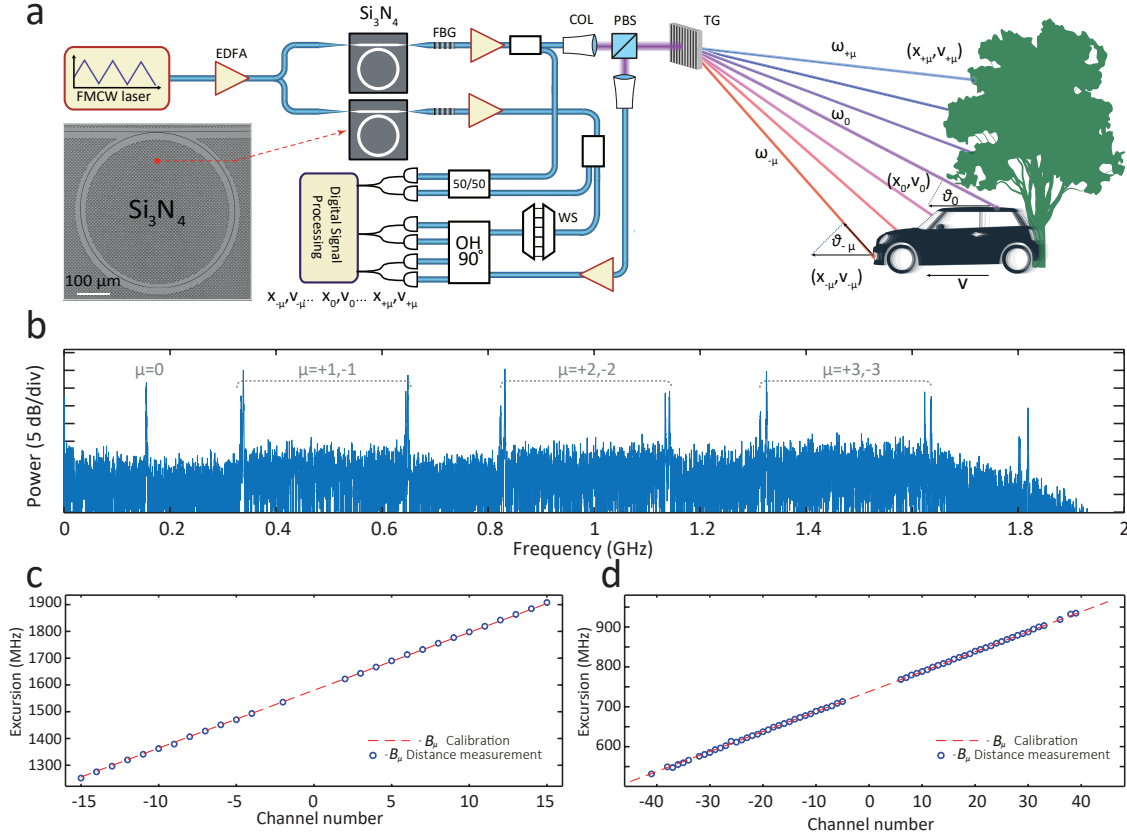 a
Si₃N₄
EDFA
FBG
COL
PBS
TG
FMCW laser
ω₊μ
(x₊μ,v₊μ)
ω₀
ω₋μ
(x₀,v₀)
ϑ₀
ϑ₋μ
(x₋μ,v₋μ)
v
Si₃N₄
100 μm
Digital Signal
Processing
50/50
OH
90°
WS
x₋μ,v₋μ... x₀,v₀... x₊μ,v₊μ
b
Power (5 dB/div)
μ=0
μ=+1,-1
μ=+2,-2
μ=+3,-3
0 0.2 0.4 0.6 0.8 1 1.2 1.4 1.6 1.8 2
Frequency (GHz)
c
Excursion (MHz)
1900
1800
1700
1600
1500
1400
1300
-Bμ Calibration
-Bμ Distance measurement
-15 -10 -5 0 5 10 15
Channel number
d
Excursion (MHz)
900
800
700
600
-Bμ Calibration
-Bμ Distance measurement
-40 -30 -20 -10 0 10 20 30 40
Channel number